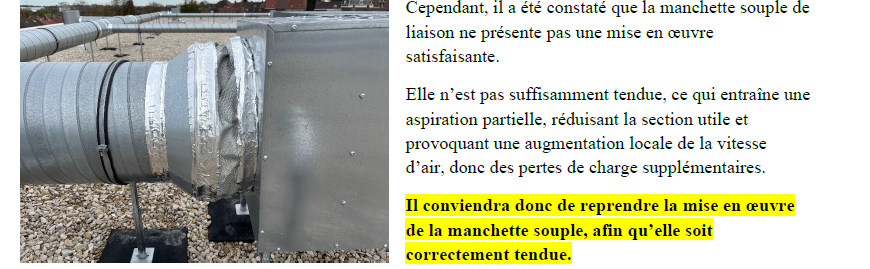 Cependant, il a été constaté que la manchette souple de
liaison ne présente pas une mise en œuvre
satisfaisante.
Elle n’est pas suffisamment tendue, ce qui entraîne une
aspiration partielle, réduisant la section utile et
provoquant une augmentation locale de la vitesse
d’air, donc des pertes de charge supplémentaires.
Il conviendra donc de reprendre la mise en œuvre
de la manchette souple, afin qu’elle soit
correctement tendue.